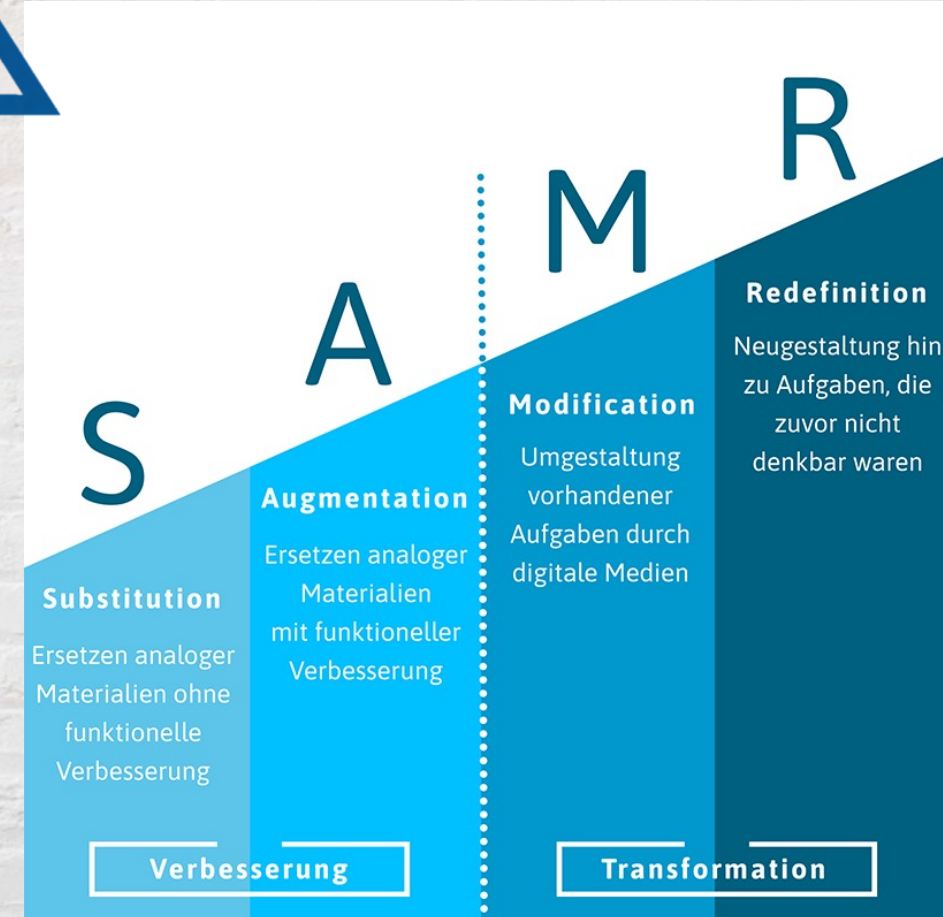 S
A
M
R
Substitution
Ersetzen analoger
Materialien ohne
funktionelle
Verbesserung
Augmentation
Ersetzen analoger
Materialien
mit funktioneller
Verbesserung
Modification
Umgestaltung
vorhandener
Aufgaben durch
digitale Medien
Redefinition
Neugestaltung hin
zu Aufgaben, die
zuvor nicht
denkbar waren
Verbesserung
Transformation